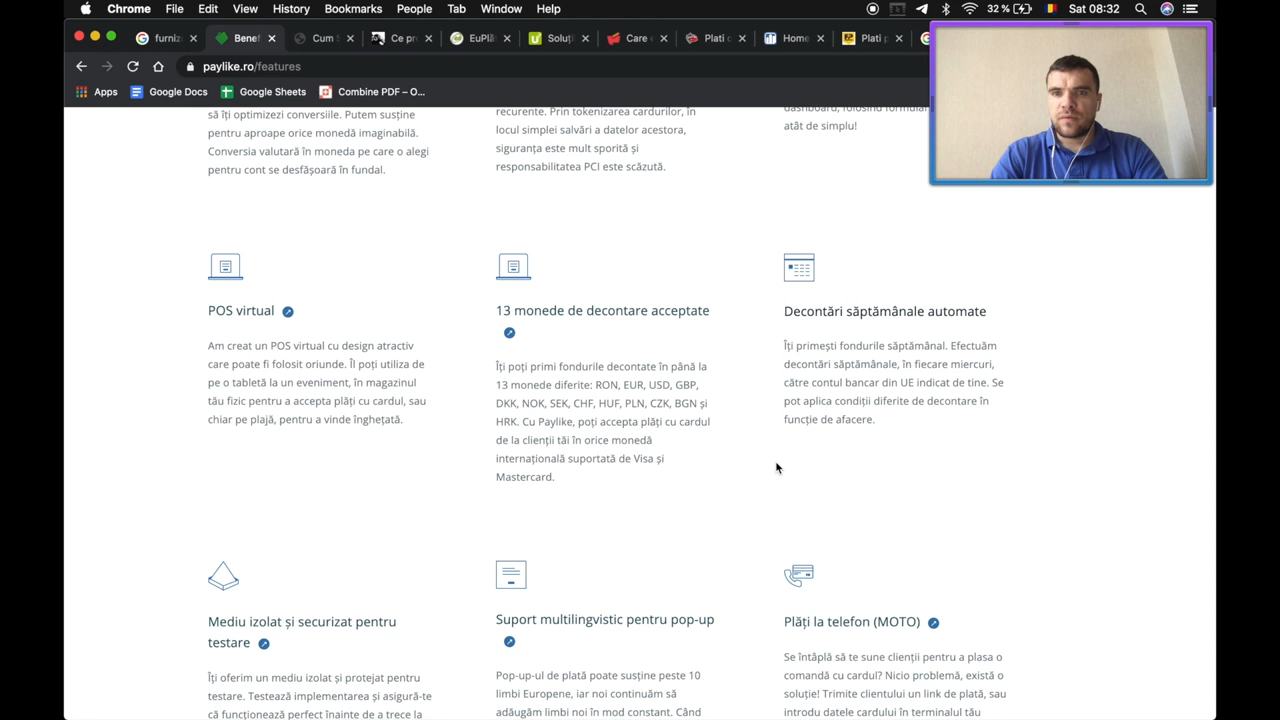 Chrome File Edit View History Bookmarks People Tab Window Help 32 % Sat 08:32
furniz Benef Cum Ce pr EuPlă Soluț Care Plati c Home Plati p
paylike.ro/features
Apps Google Docs Google Sheets Combine PDF – O...
să îți optimizezi conversiile. Putem susține
pentru aproape orice monedă imaginabilă.
Conversia valutară în moneda pe care o alegi
pentru cont se desfășoară în fundal.
recurente. Prin tokenizarea cardurilor, în
locul simplei salvări a datelor acestora,
siguranța este mult sporită și
responsabilitatea PCI este scăzută.
dashboard, folosind formular
atât de simplu!
POS virtual
Am creat un POS virtual cu design atractiv
care poate fi folosit oriunde. Îl poți utiliza de
pe o tabletă la un eveniment, în magazinul
tău fizic pentru a accepta plăți cu cardul, sau
chiar pe plajă, pentru a vinde înghețată.
13 monede de decontare acceptate
Îți poți primi fondurile decontate în până la
13 monede diferite: RON, EUR, USD, GBP,
DKK, NOK, SEK, CHF, HUF, PLN, CZK, BGN și
HRK. Cu Paylike, poți accepta plăți cu cardul
de la clienții tăi în orice monedă
internațională suportată de Visa și
Mastercard.
Decontări săptămânale automate
Îți primești fondurile săptămânal. Efectuăm
decontări săptămânale, în fiecare miercuri,
către contul bancar din UE indicat de tine. Se
pot aplica condiții diferite de decontare în
funcție de afacere.
Mediu izolat și securizat pentru
testare
Îți oferim un mediu izolat și protejat pentru
testare. Testează implementarea și asigură-te
că funcționează perfect înainte de a trece la
Suport multilingvistic pentru pop-up
Pop-up-ul de plată poate susține peste 10
limbi Europene, iar noi continuăm să
adăugăm limbi noi în mod constant. Când
Plăți la telefon (MOTO)
Se întâplă să te sune clienții pentru a plasa o
comandă cu cardul? Nicio problemă, există o
soluție! Trimite clientului un link de plată, sau
introdu datele cardului în terminalul tău